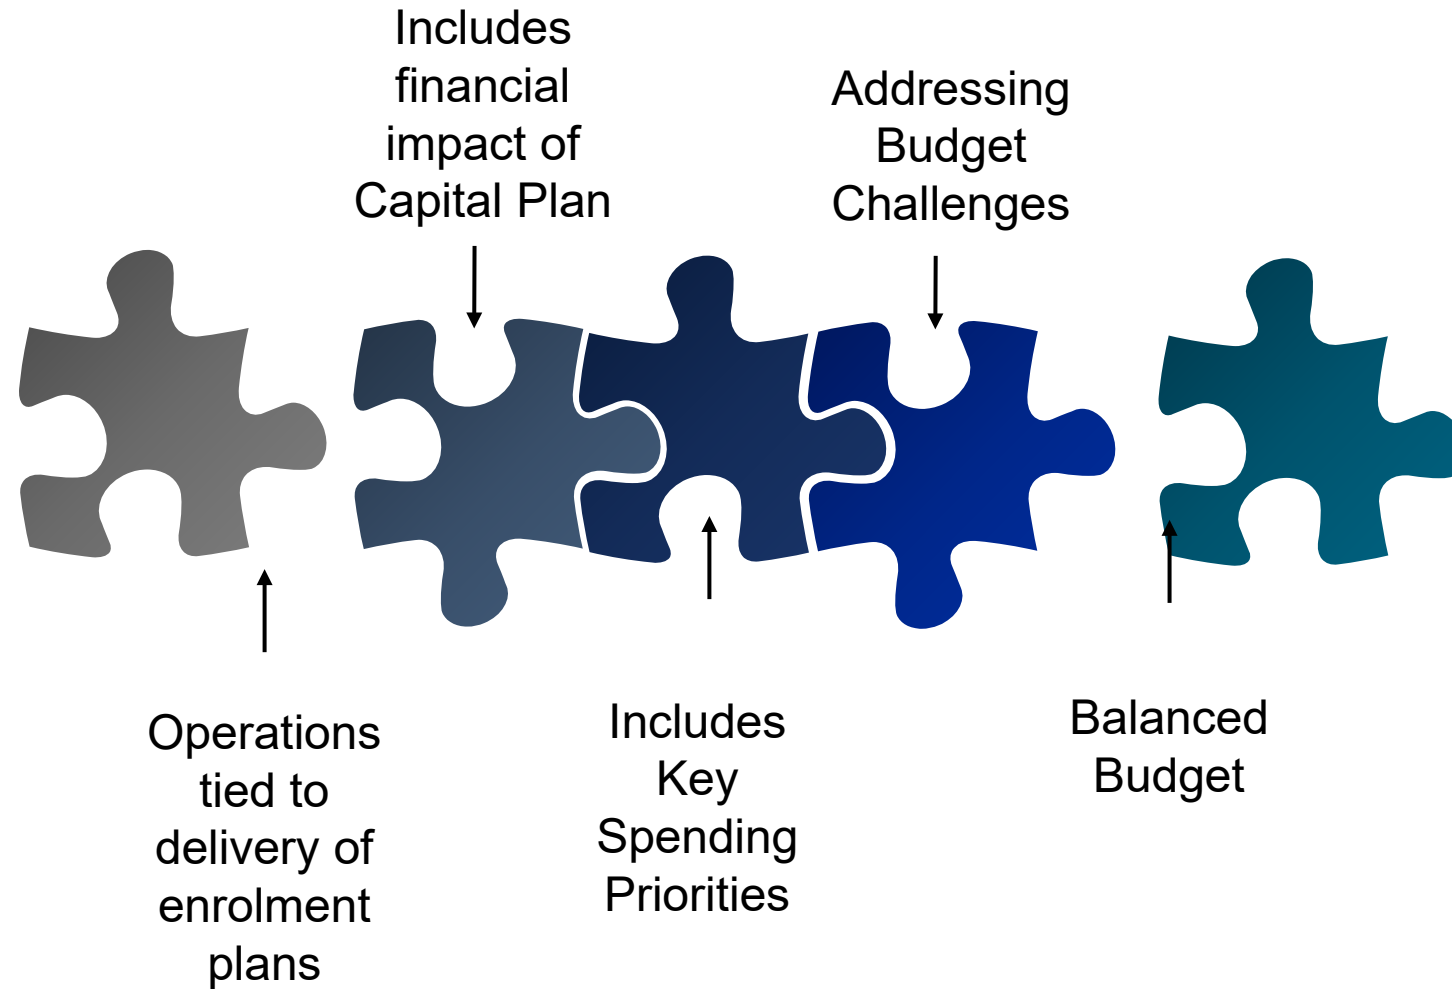 Includes
financial
impact of
Capital Plan
Addressing
Budget
Challenges
Operations
tied to
delivery of
enrolment
plans
Includes
Key
Spending
Priorities
Balanced
Budget